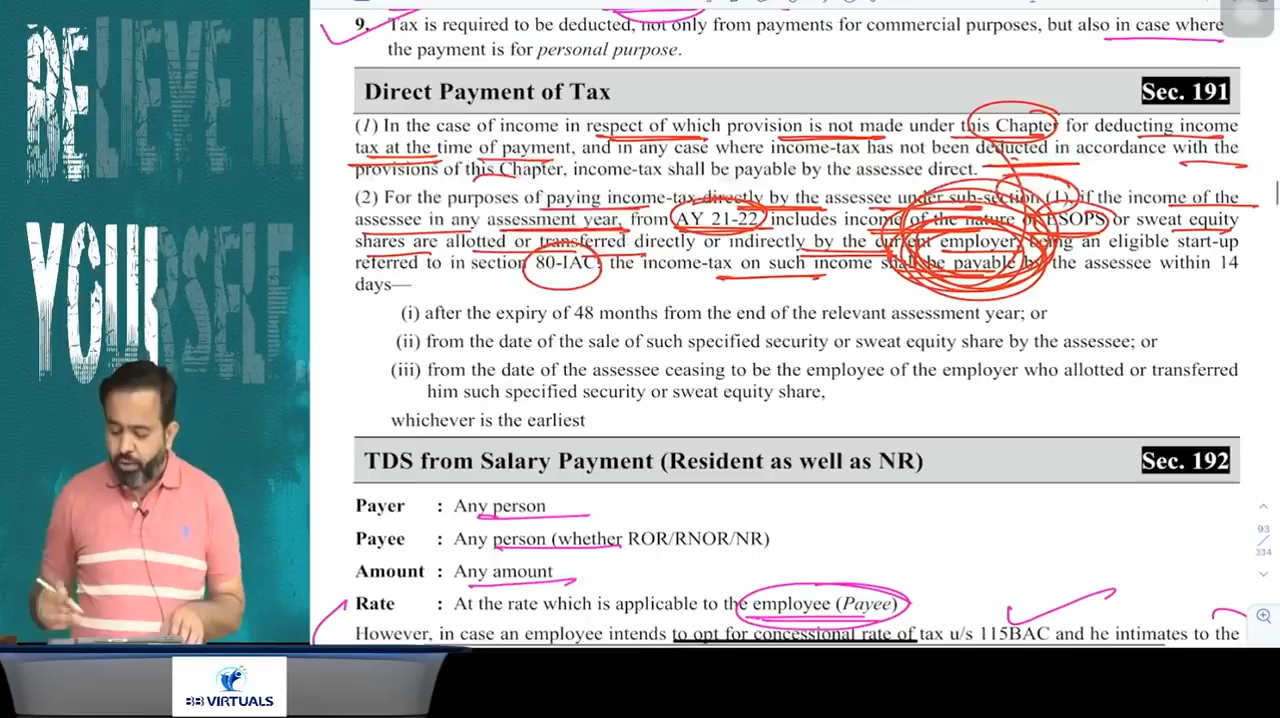 BELIEVE IN
YOURSELF.
9. Tax is required to be deducted, not only from payments for commercial purposes, but also in case where
the payment is for personal purpose.
Direct Payment of Tax Sec. 191
(1) In the case of income in respect of which provision is not made under this Chapter for deducting income
tax at the time of payment, and in any case where income-tax has not been deducted in accordance with the
provisions of this Chapter, income-tax shall be payable by the assessee direct.
(2) For the purposes of paying income-tax directly by the assessee under sub-section (1), if the income of the
assessee in any assessment year, from AY 21-22 includes income of the nature of ESOPS or sweat equity
shares are allotted or transferred directly or indirectly by the current employer, being an eligible start-up
referred to in section 80-IAC, the income-tax on such income shall be payable by the assessee within 14
days—
(i) after the expiry of 48 months from the end of the relevant assessment year; or
(ii) from the date of the sale of such specified security or sweat equity share by the assessee; or
(iii) from the date of the assessee ceasing to be the employee of the employer who allotted or transferred
him such specified security or sweat equity share,
whichever is the earliest
TDS from Salary Payment (Resident as well as NR) Sec. 192
Payer : Any person
Payee : Any person (whether ROR/RNOR/NR)
Amount : Any amount
Rate : At the rate which is applicable to the employee (Payee)
However, in case an employee intends to opt for concessional rate of tax u/s 115BAC and he intimates to the
93
334
BB VIRTUALS